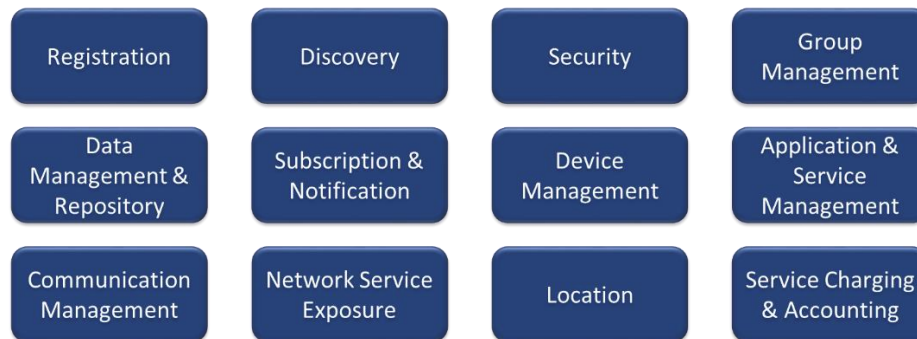 Registration
Discovery
Security
Group
Management
Data
Management &
Repository
Subscription &
Notification
Device
Management
Application &
Service
Management
Communication
Management
Network Service
Exposure
Location
Service Charging
& Accounting